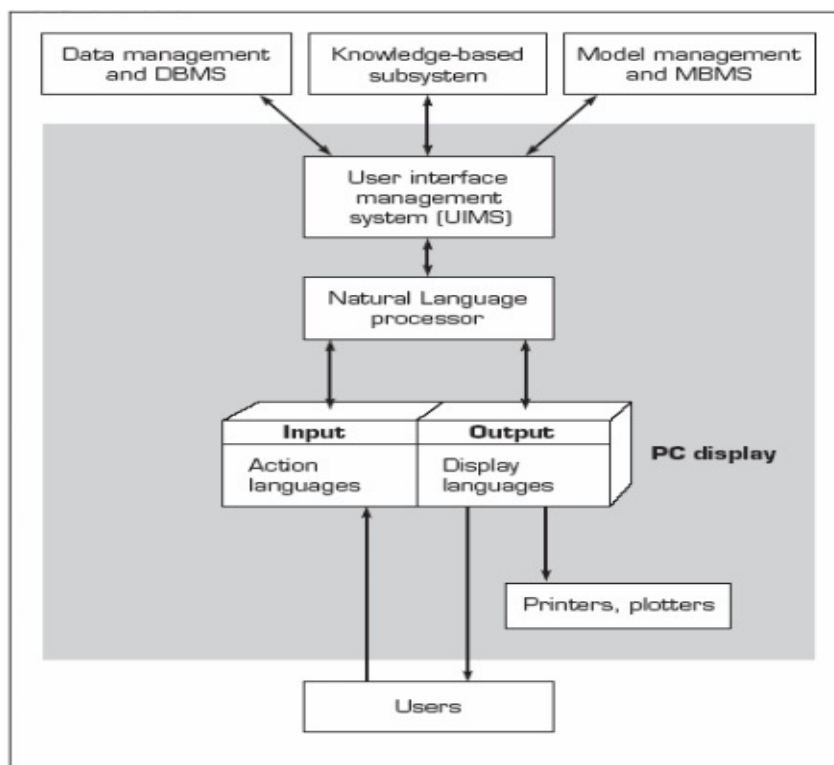 Data management
and DBMS
Knowledge-based
subsystem
Model management
and MBMS
User interface
management
system (UIMS)
Natural Language
processor
Input
Output
Action
languages
Display
languages
PC display
Printers, plotters
Users